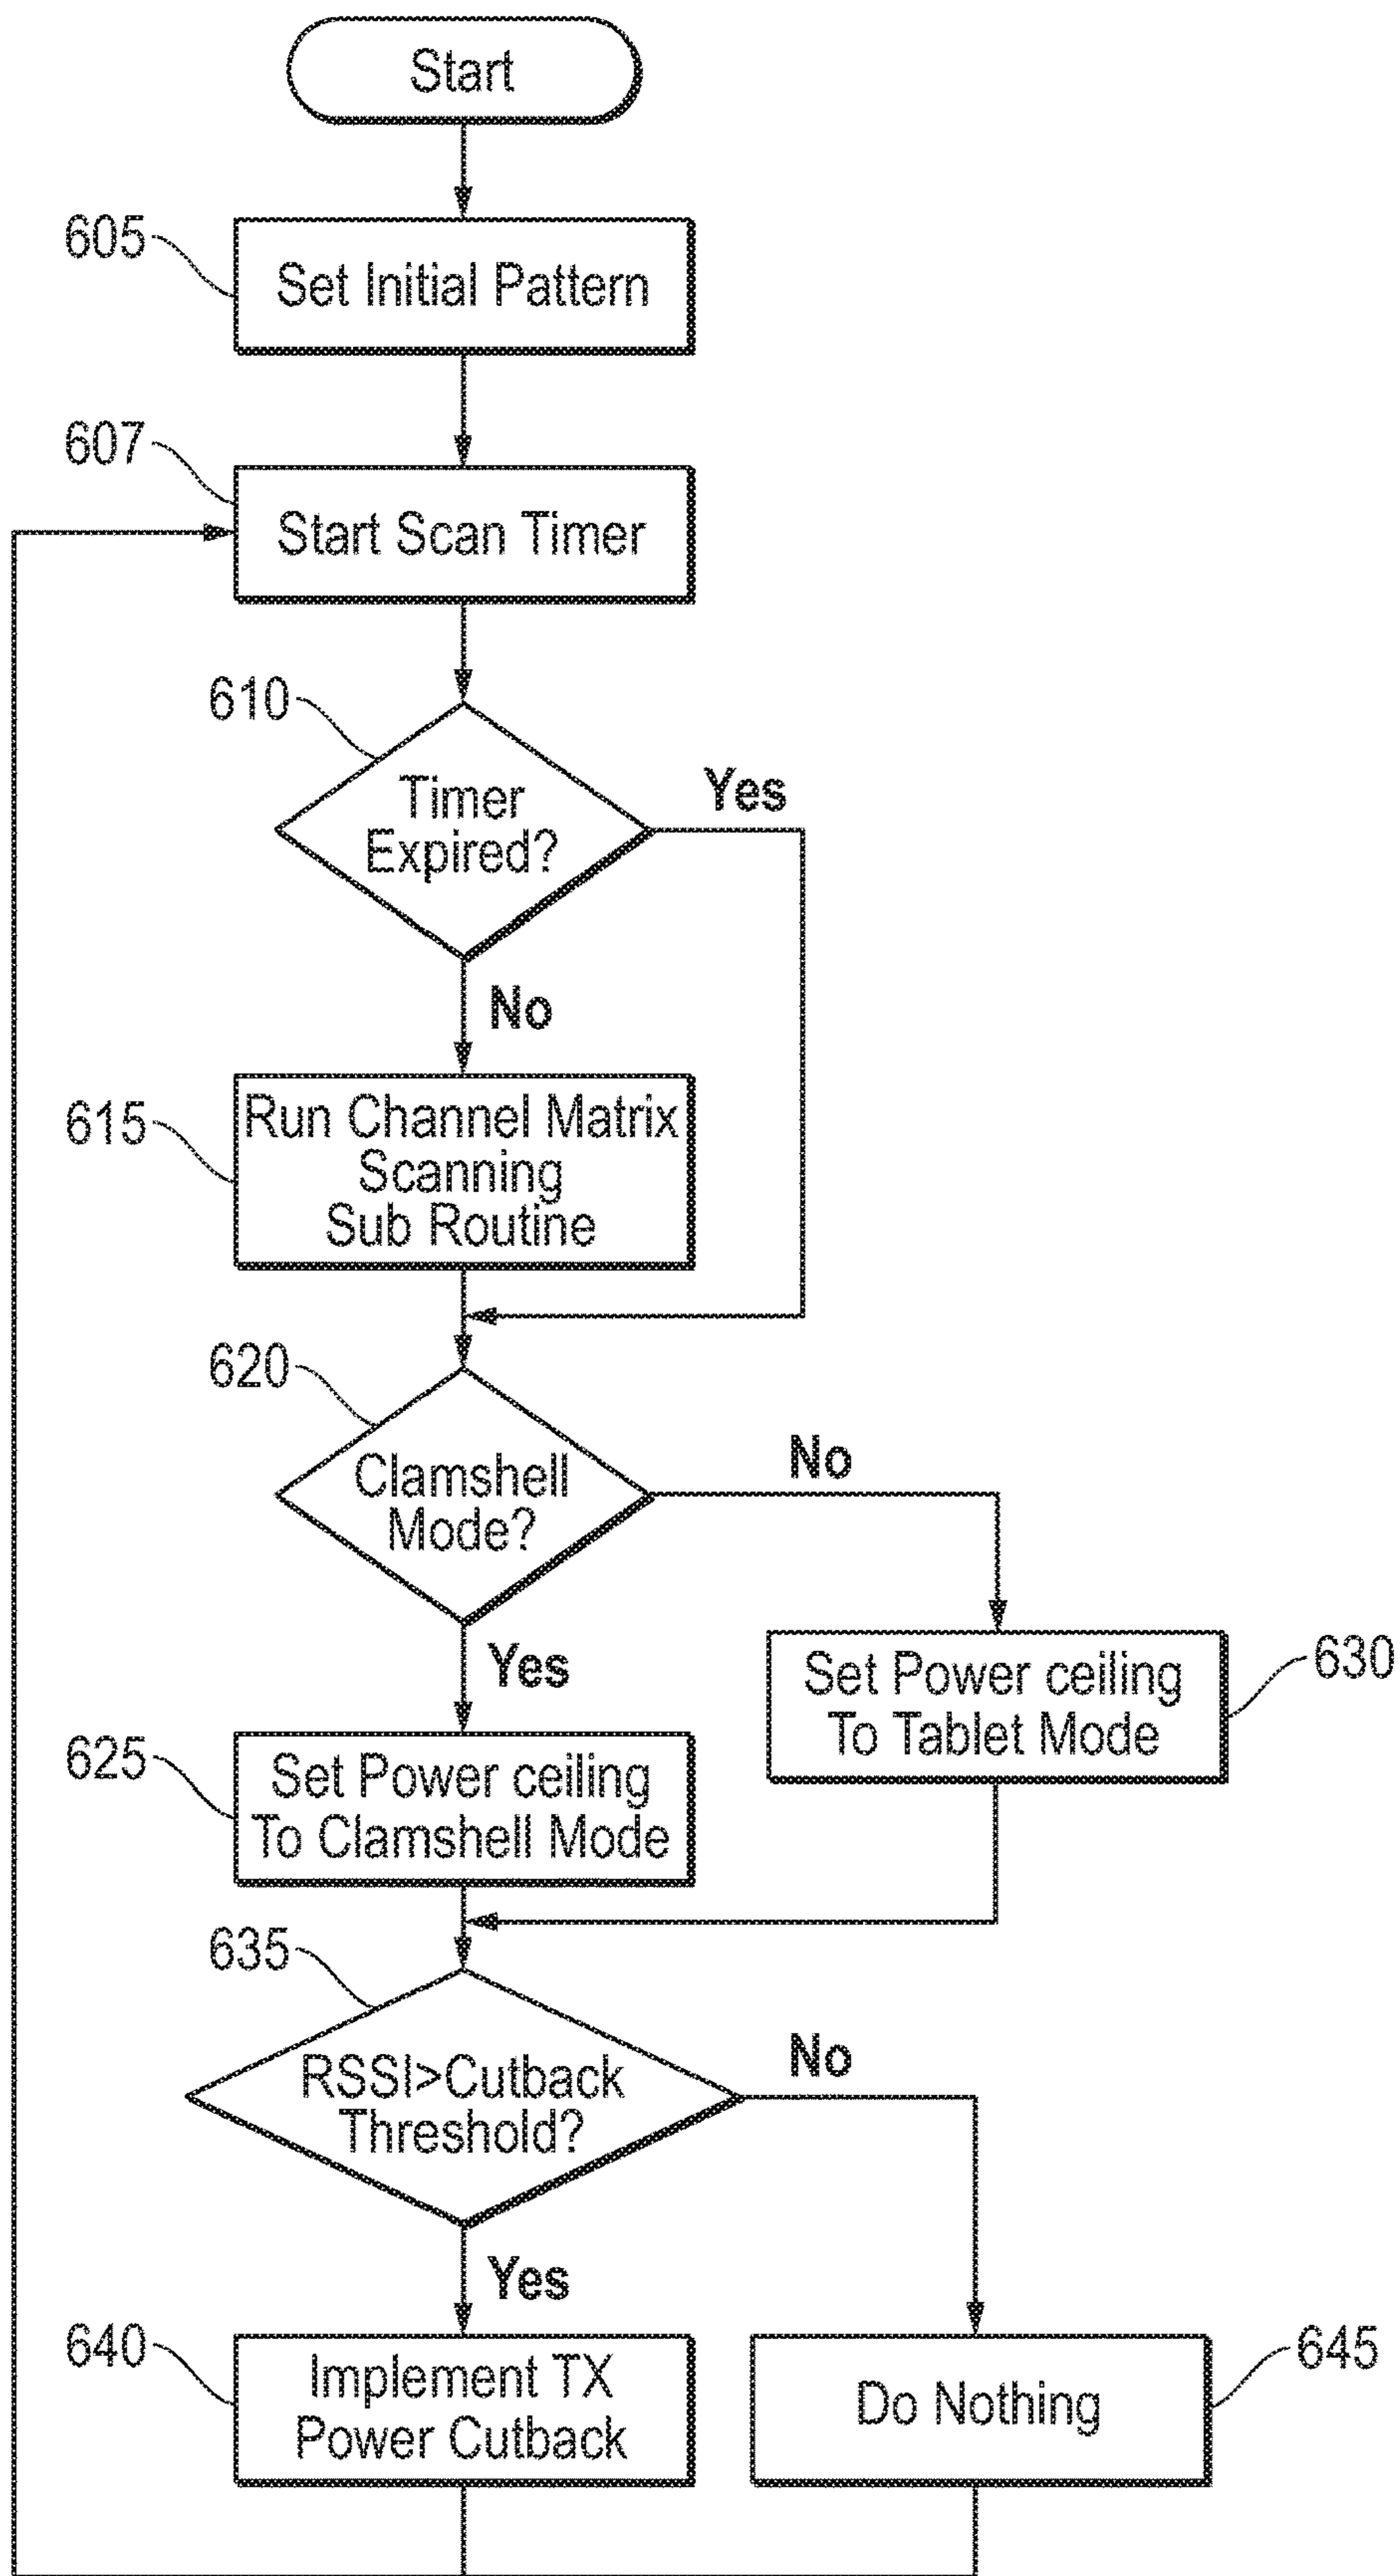 Start
605
Set Initial Pattern
607
Start Scan Timer
610
Timer
Expired?
Yes
No
615
Run Channel Matrix
Scanning
Sub Routine
620
Clamshell
Mode?
No
Yes
Set Power ceiling
To Tablet Mode
630
625
Set Power ceiling
To Clamshell Mode
635
RSSI>Cutback
Threshold?
No
Yes
640
Implement TX
Power Cutback
Do Nothing
645